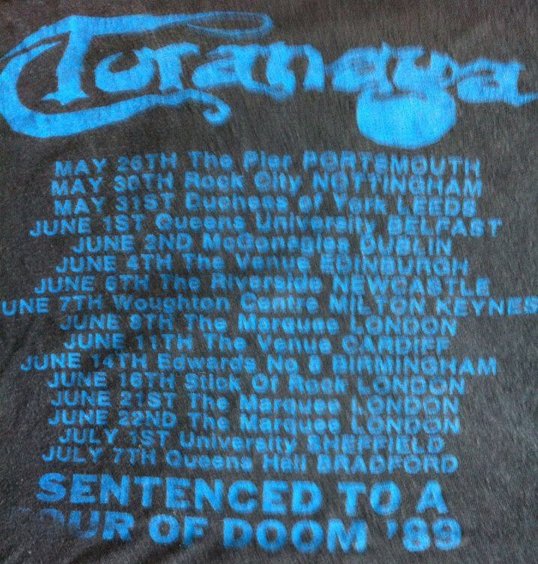 Toranaga
MAY 26TH The Pier PORTSMOUTH
MAY 30TH Rock City NOTTINGHAM
MAY 31ST Duchess of York LEEDS
JUNE 1ST Queens University BELFAST
JUNE 2ND McGonagles DUBLIN
JUNE 4TH The Venue EDINBURGH
JUNE 6TH The Riverside NEWCASTLE
UNE 7TH Woughton Centre MILTON KEYNES
JUNE 8TH The Marquee LONDON
JUNE 11TH The Venue CARDIFF
JUNE 14TH Edwards No 8 BIRMINGHAM
JUNE 16TH Stick Of Rock LONDON
JUNE 21ST The Marquee LONDON
JUNE 22ND The Marquee LONDON
JULY 1ST University SHEFFIELD
JULY 7TH Queens Hall BRADFORD
SENTENCED TO A
TOUR OF DOOM '89